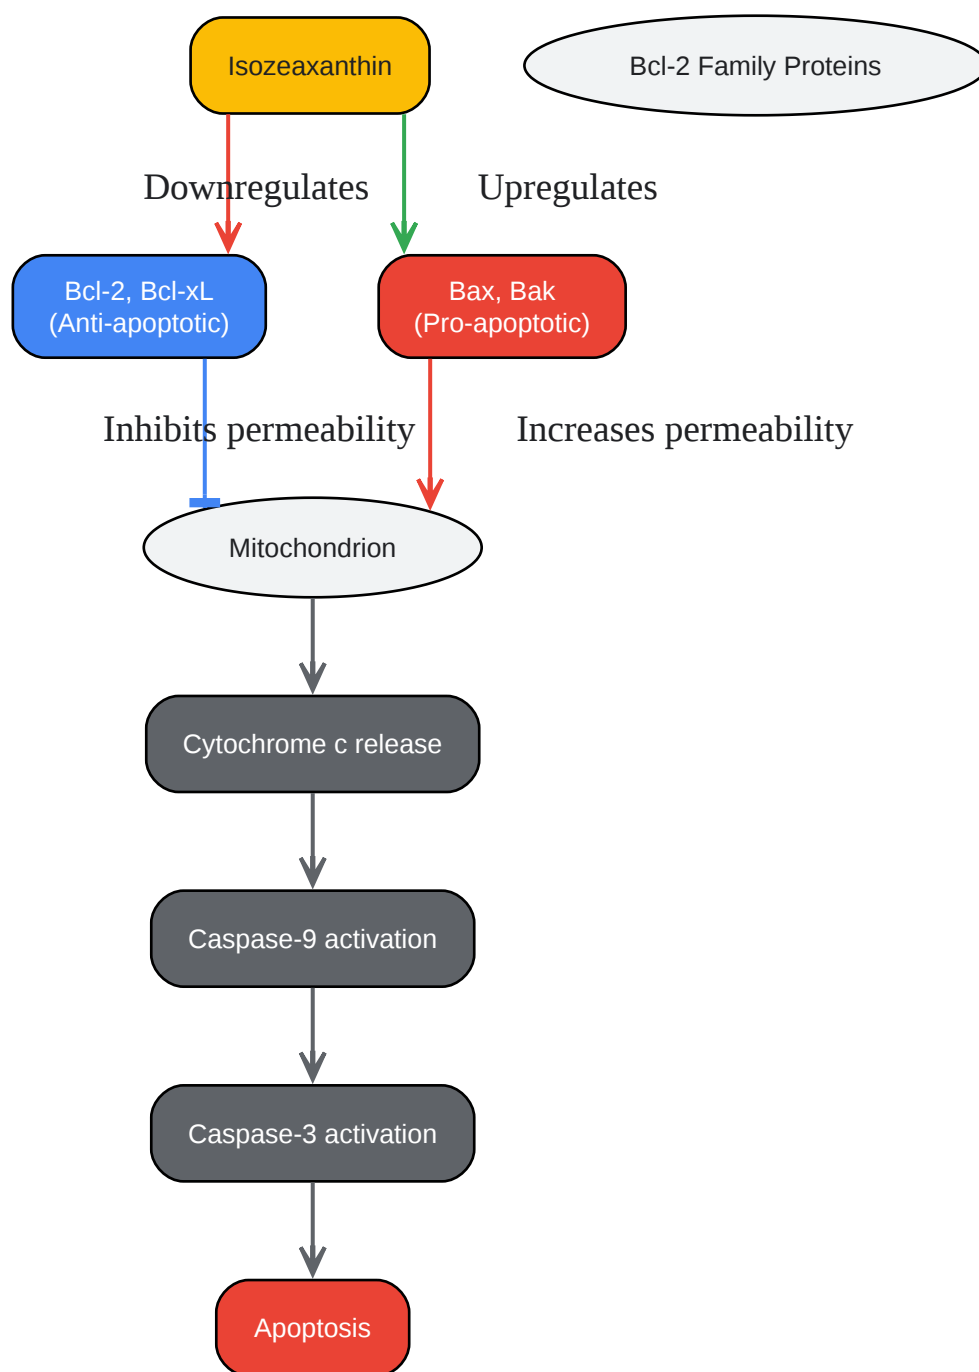 Isozeaxanthin
Bcl-2 Family Proteins
Downregulates
Upregulates
Bcl-2, Bcl-xL
(Anti-apoptotic)
Bax, Bak
(Pro-apoptotic)
Inhibits permeability
Increases permeability
Mitochondrion
Cytochrome c release
Caspase-9 activation
Caspase-3 activation
Apoptosis